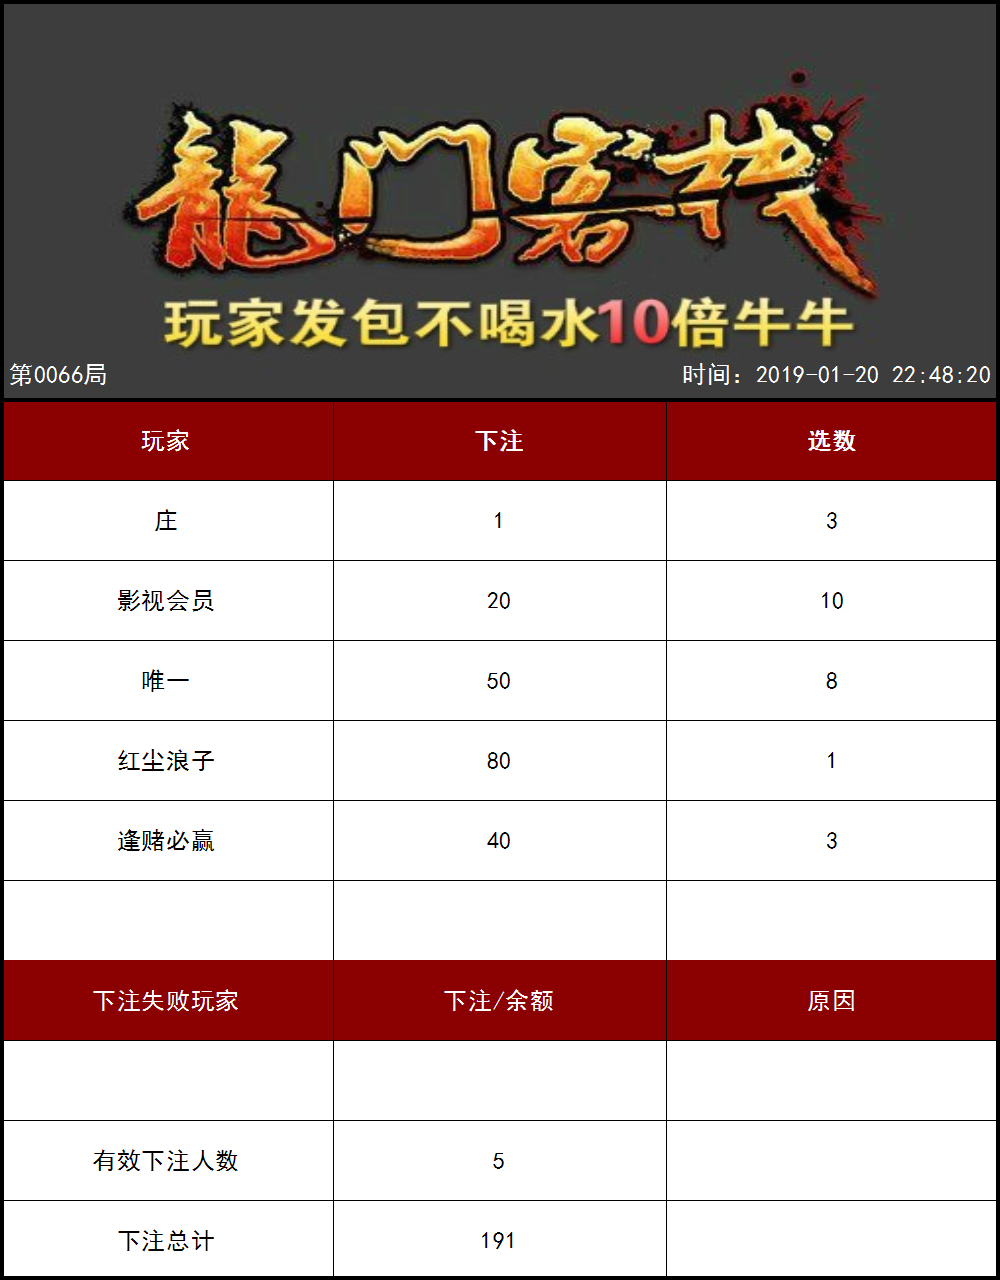 龍门客栈
玩家发包不喝水10倍牛牛
第0066局 时间：2019-01-20 22:48:20
玩家 下注 选数
庄 1 3
影视会员 20 10
唯一 50 8
红尘浪子 80 1
逢赌必赢 40 3
下注失败玩家 下注/余额 原因
有效下注人数 5
下注总计 191